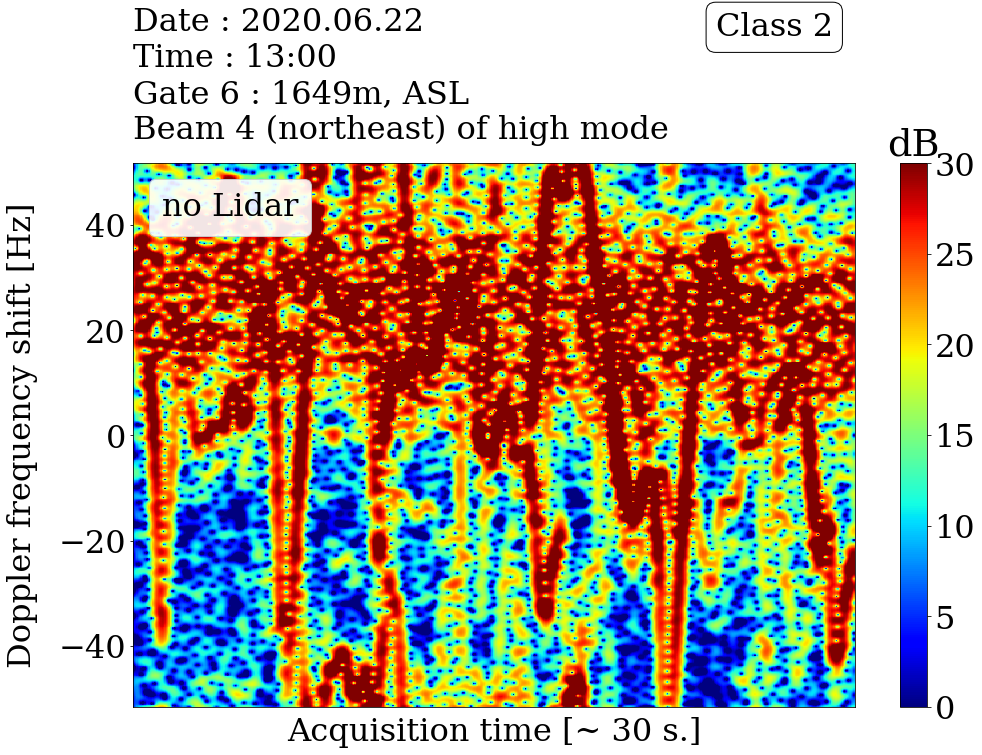 Date : 2020.06.22
Time : 13:00
Gate 6 : 1649m, ASL
Beam 4 (northeast) of high mode
Class 2
no Lidar
dB
30
25
20
15
10
5
0
Doppler frequency shift [Hz]
40
20
0
−20
−40
Acquisition time [~ 30 s.]